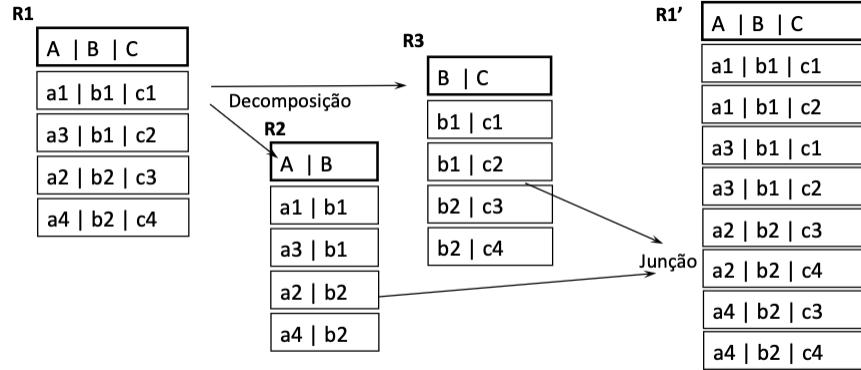 R1
A | B | C
a1 | b1 | c1
a3 | b1 | c2
a2 | b2 | c3
a4 | b2 | c4
Decomposição
R2
A | B
a1 | b1
a3 | b1
a2 | b2
a4 | b2
R3
B | C
b1 | c1
b1 | c2
b2 | c3
b2 | c4
Junção
R1’
A | B | C
a1 | b1 | c1
a1 | b1 | c2
a3 | b1 | c1
a3 | b1 | c2
a2 | b2 | c3
a2 | b2 | c4
a4 | b2 | c3
a4 | b2 | c4